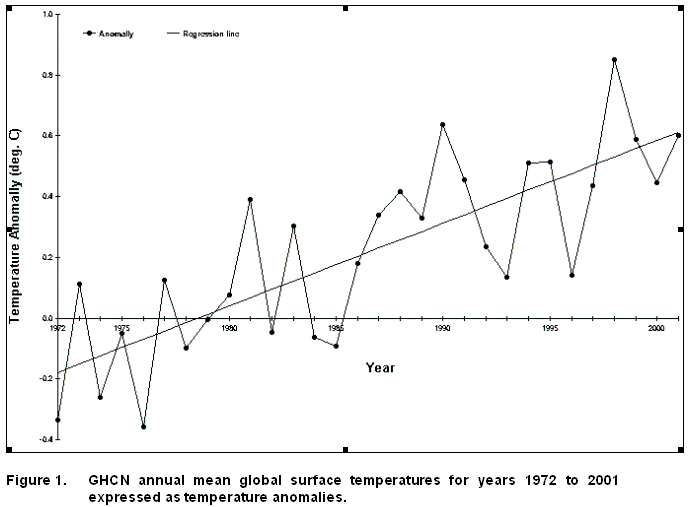 1.0
Anomally
Regression line
0.8
0.6
0.4
0.2
0.0
-0.2
-0.4
Temperature Anomally (deg. C)
1972
1975
1980
1985
1990
1995
2000
Year
Figure 1. GHCN annual mean global surface temperatures for years 1972 to 2001
expressed as temperature anomalies.